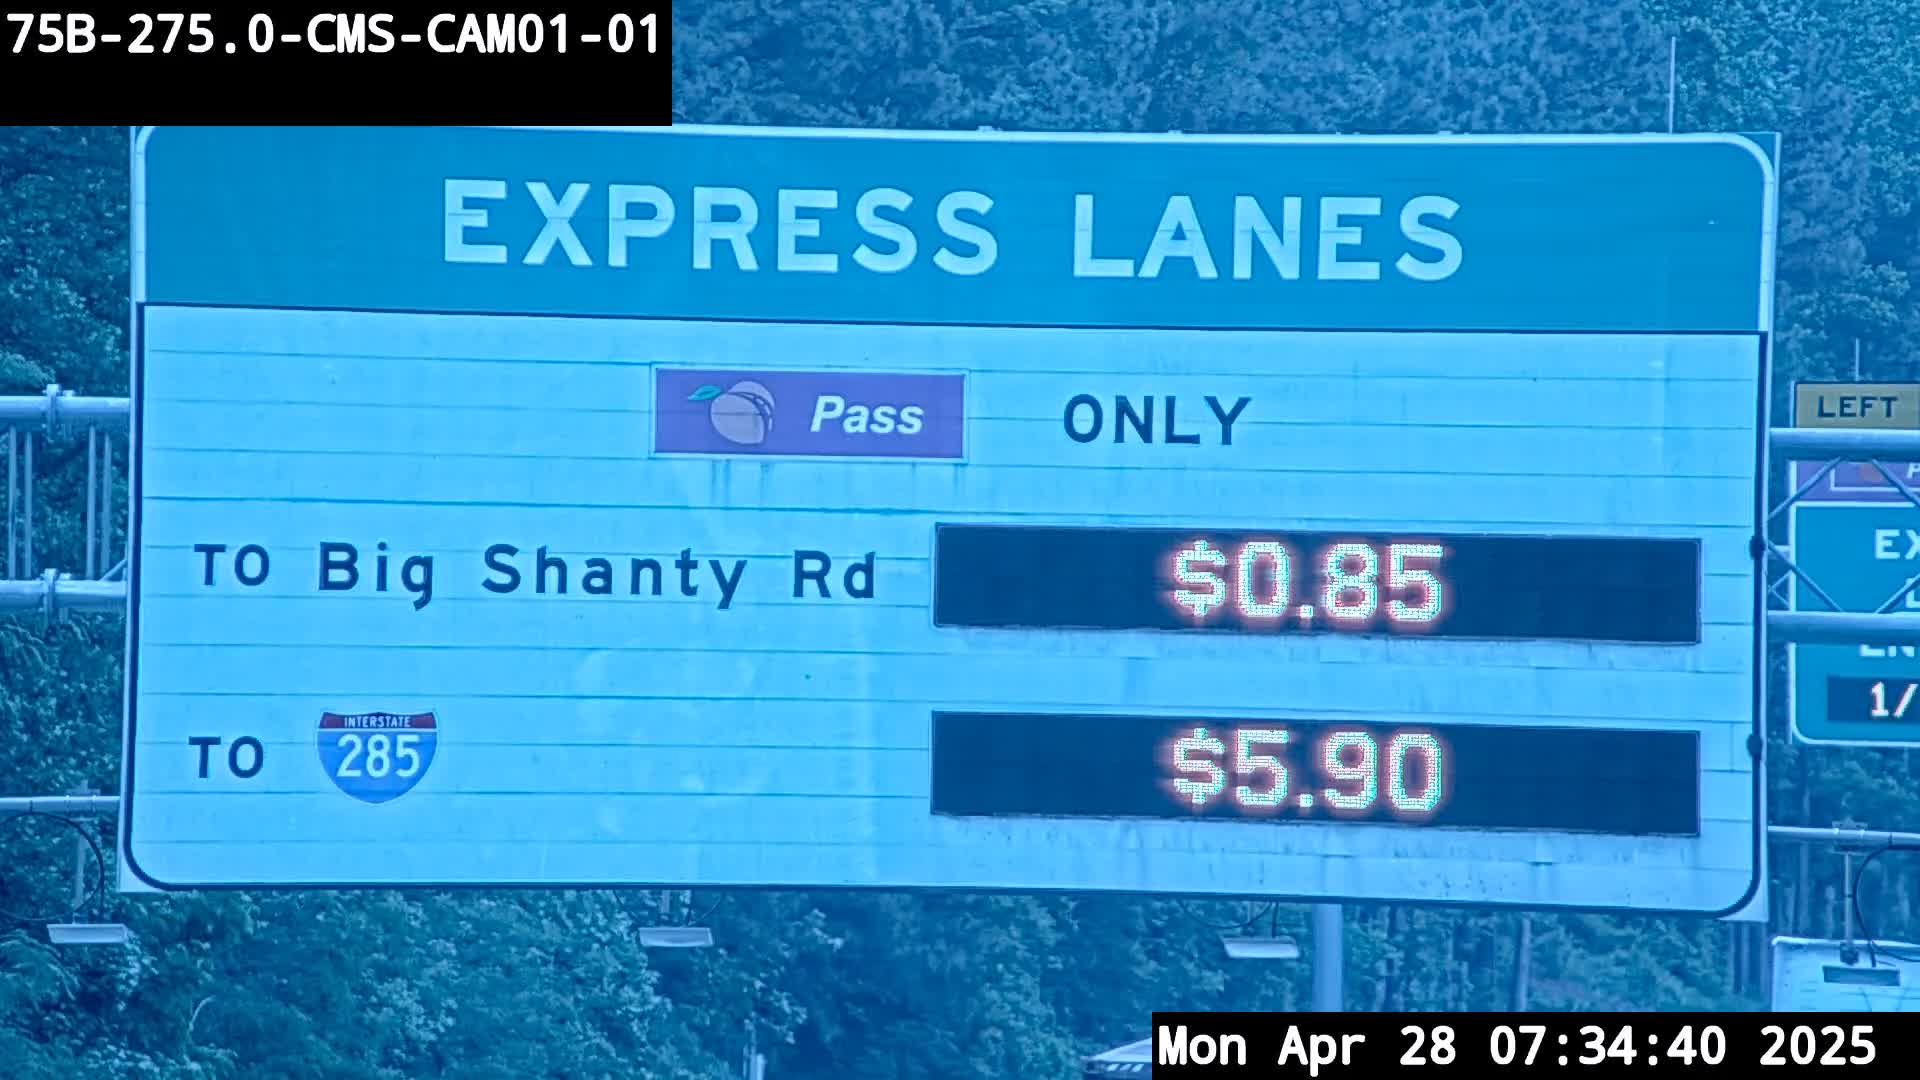 75B-275.0-CMS-CAM01-01
EXPRESS LANES
Pass ONLY
TO Big Shanty Rd $0.85
TO INTERSTATE 285 $5.90
LEFT
1/
Mon Apr 28 07:34:40 2025